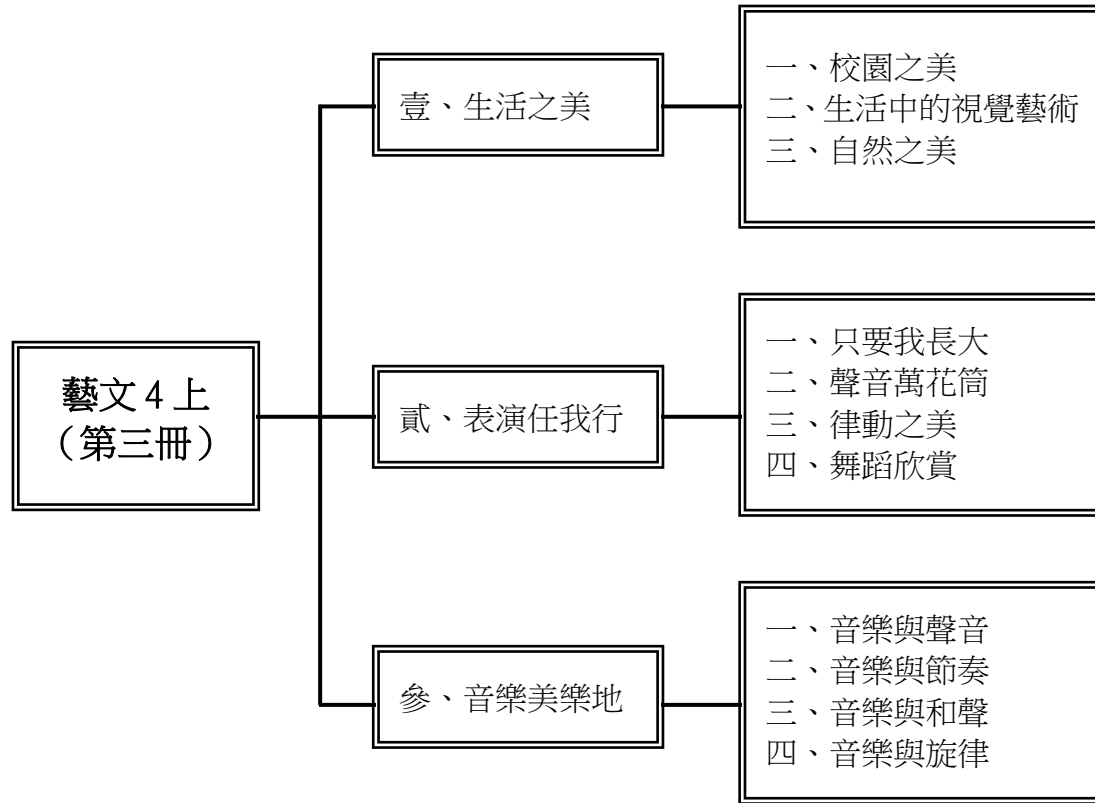 藝文4上
（第三冊）
壹、生活之美
一、校園之美
二、生活中的視覺藝術
三、自然之美
貳、表演任我行
一、只要我長大
二、聲音萬花筒
三、律動之美
四、舞蹈欣賞
參、音樂美樂地
一、音樂與聲音
二、音樂與節奏
三、音樂與和聲
四、音樂與旋律